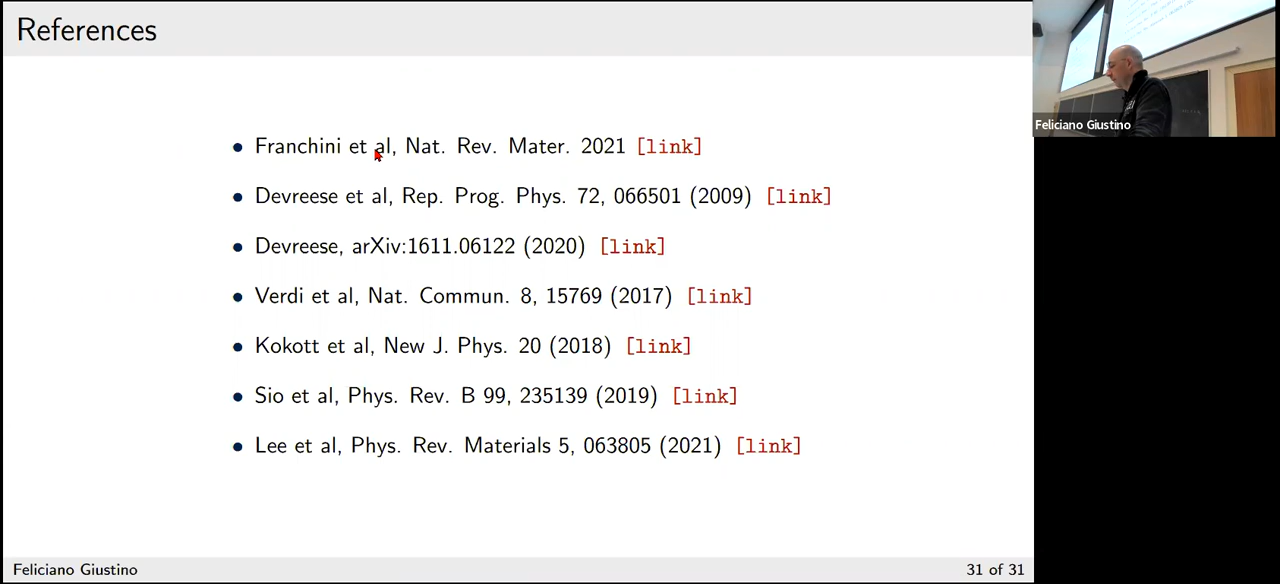 References
Feliciano Giustino
• Franchini et al, Nat. Rev. Mater. 2021 [link]
• Devreese et al, Rep. Prog. Phys. 72, 066501 (2009) [link]
• Devreese, arXiv:1611.06122 (2020) [link]
• Verdi et al, Nat. Commun. 8, 15769 (2017) [link]
• Kokott et al, New J. Phys. 20 (2018) [link]
• Sio et al, Phys. Rev. B 99, 235139 (2019) [link]
• Lee et al, Phys. Rev. Materials 5, 063805 (2021) [link]
Feliciano Giustino 31 of 31